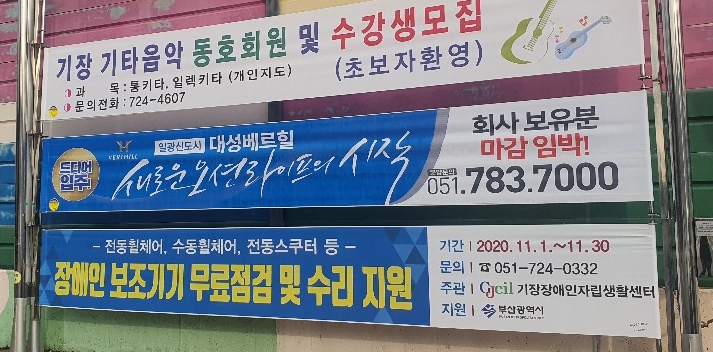 기장 기타음악 동호회원 및 수강생모집
과 목 : 통키타, 일렉키타 (개인지도)
(초보자환영)
문의전화 : 724-4607
VERYHILL
일광신도시 대성베르힐
드디어
입주!
새로운 오션라이프의 시작
회사 보유분
마감 임박!
051.783.7000
- 전동휠체어, 수동휠체어, 전동스쿠터 등 -
장애인 보조기기 무료점검 및 수리 지원
기간 | 2020. 11. 1.~11. 30
문의 | ☎ 051-724-0332
주관 | Gjcil 기장장애인자립생활센터
지원 | 부산광역시